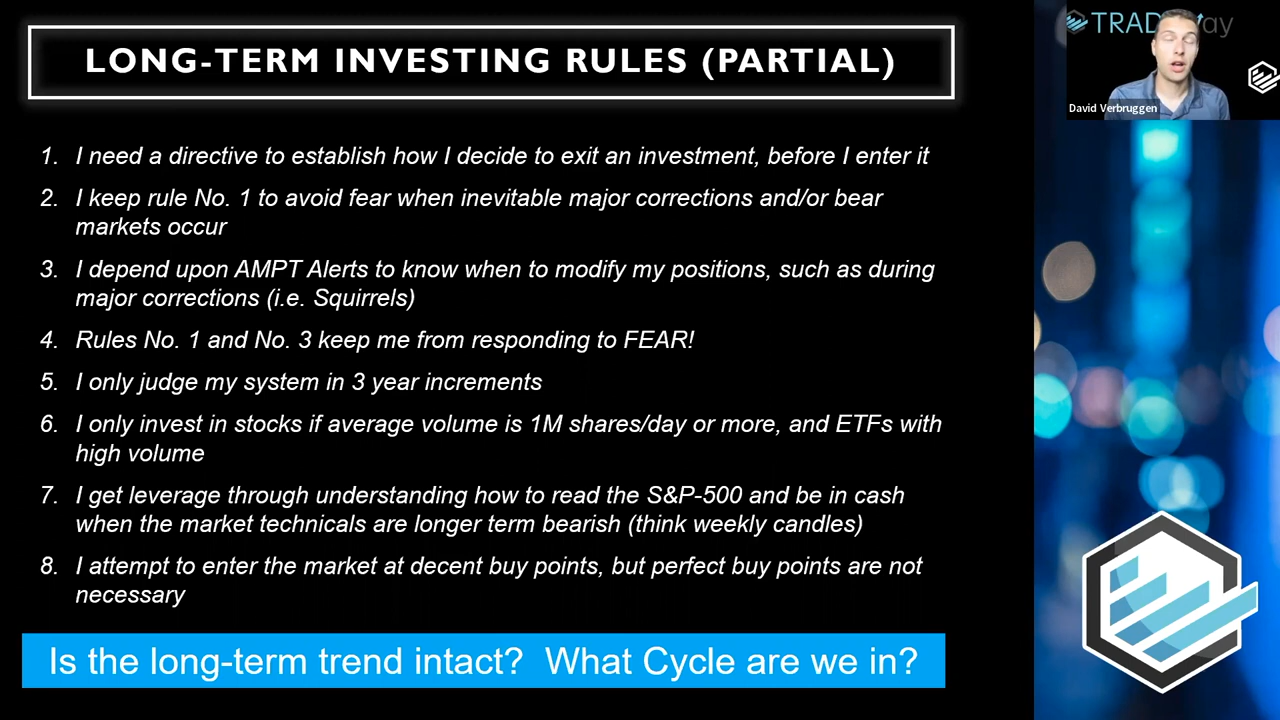 LONG-TERM INVESTING RULES (PARTIAL)
1. I need a directive to establish how I decide to exit an investment, before I enter it
2. I keep rule No. 1 to avoid fear when inevitable major corrections and/or bear
markets occur
3. I depend upon AMPT Alerts to know when to modify my positions, such as during
major corrections (i.e. Squirrels)
4. Rules No. 1 and No. 3 keep me from responding to FEAR!
5. I only judge my system in 3 year increments
6. I only invest in stocks if average volume is 1M shares/day or more, and ETFs with
high volume
7. I get leverage through understanding how to read the S&P-500 and be in cash
when the market technicals are longer term bearish (think weekly candles)
8. I attempt to enter the market at decent buy points, but perfect buy points are not
necessary
Is the long-term trend intact? What Cycle are we in?
David Verbruggen